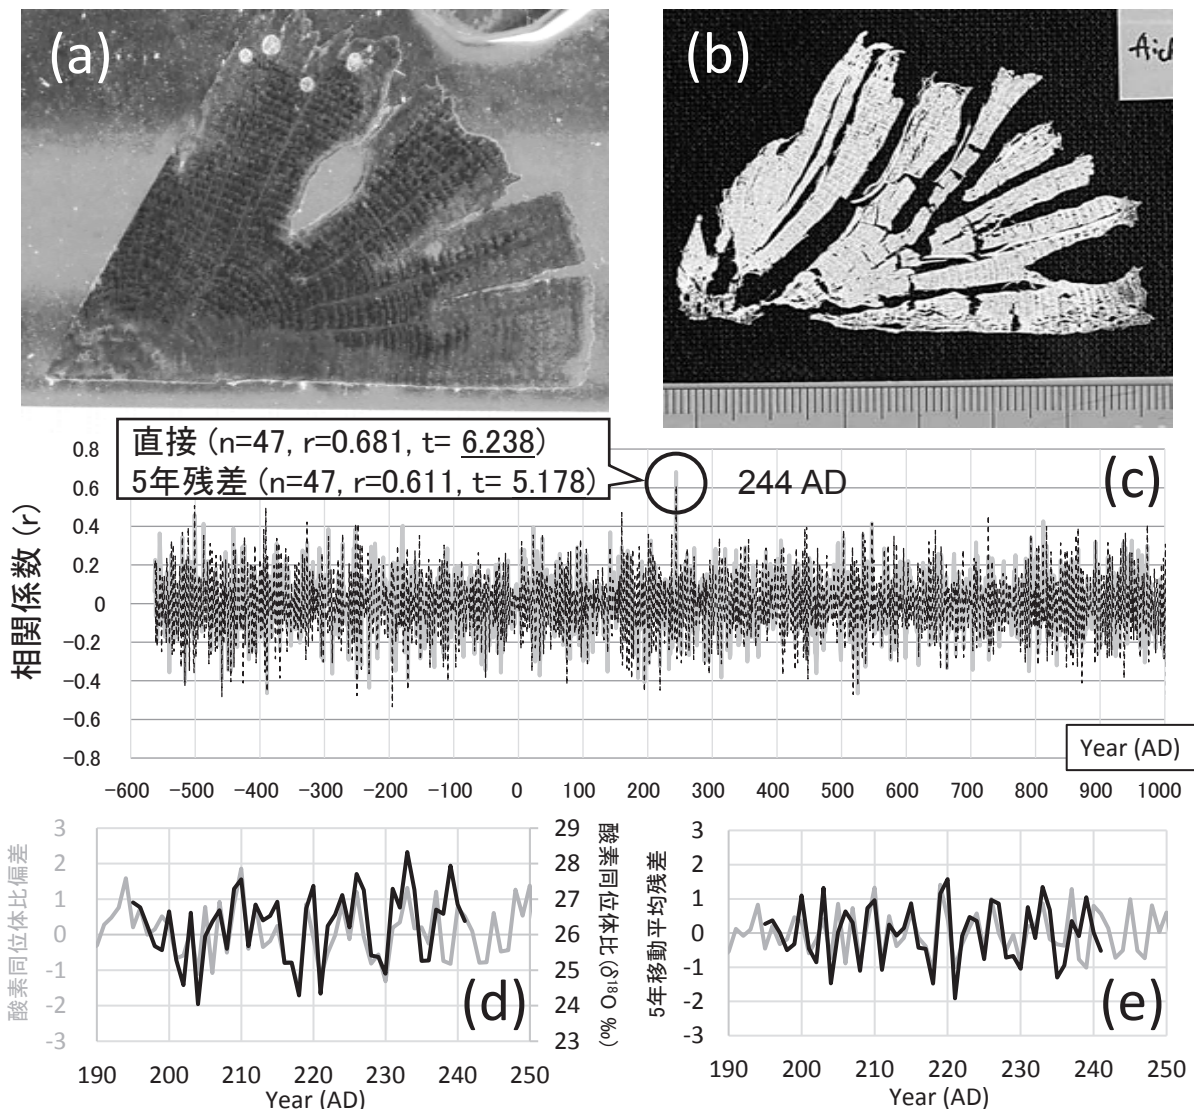 (a)
(b)
Aic
直接 (n=47, r=0.681, t= 6.238)
5年残差 (n=47, r=0.611, t= 5.178)
244 AD
(c)
相関係数 (r)
0.8
0.6
0.4
0.2
0
−0.2
−0.4
−0.6
−0.8
Year (AD)
−600 −500 −400 −300 −200 −100 0 100 200 300 400 500 600 700 800 900 1000
酸素同位体比偏差
3
2
1
0
-1
-2
-3
(d)
29
28
27
26
25
24
23
酸素同位体比 (δ¹⁸O ‰)
190 200 210 220 230 240 250
Year (AD)
5年移動平均残差
3
2
1
0
-1
-2
-3
(e)
190 200 210 220 230 240 250
Year (AD)